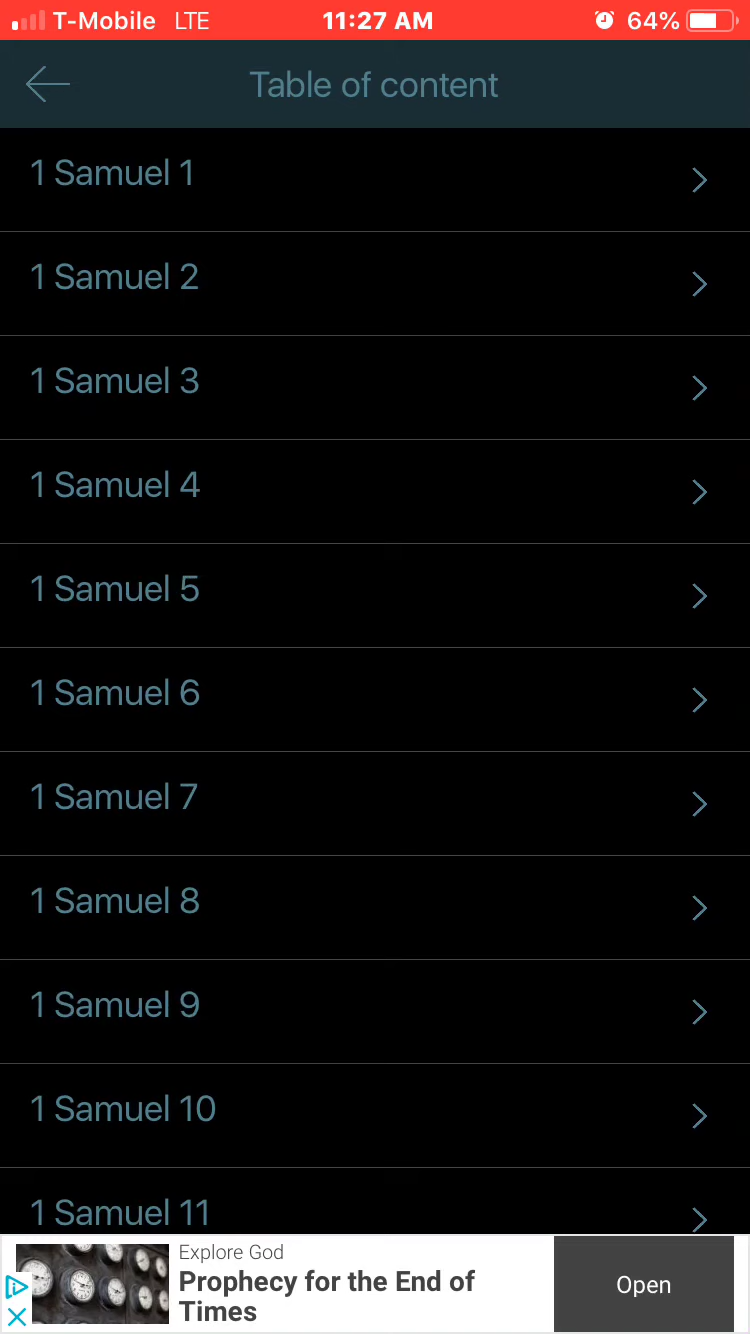 T-Mobile LTE 11:27 AM 64%
Table of content
1 Samuel 1
1 Samuel 2
1 Samuel 3
1 Samuel 4
1 Samuel 5
1 Samuel 6
1 Samuel 7
1 Samuel 8
1 Samuel 9
1 Samuel 10
1 Samuel 11
Explore God
Prophecy for the End of
Times
Open